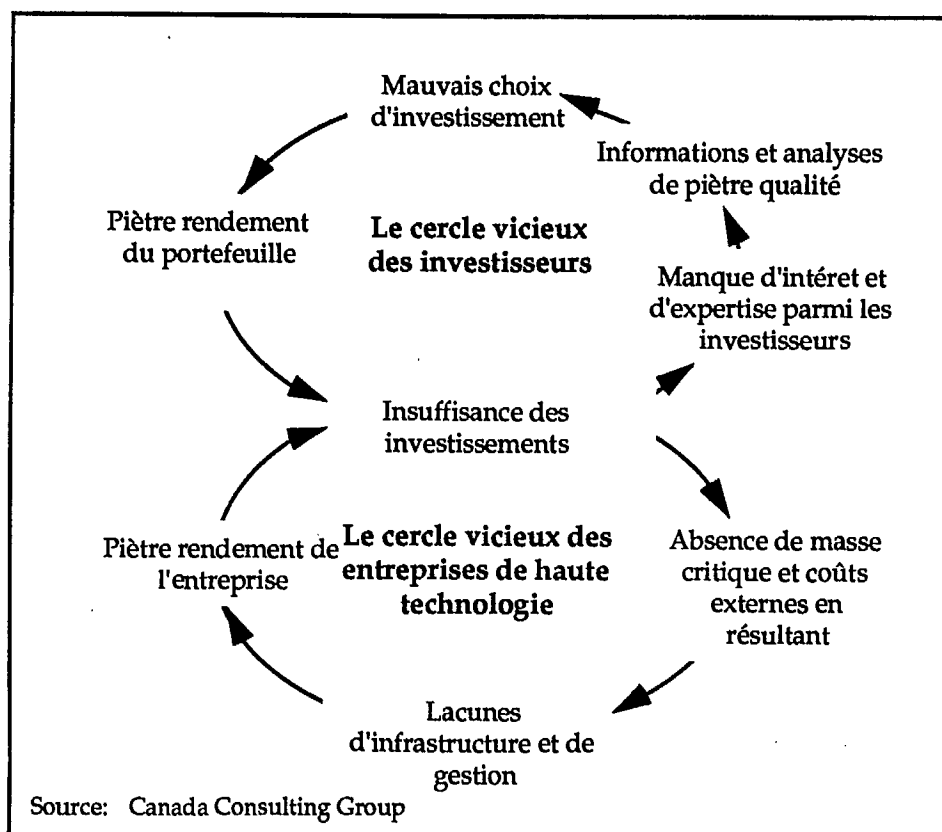 Mauvais choix
d'investissement
Informations et analyses
de piètre qualité
Piètre rendement
du portefeuille
Le cercle vicieux
des investisseurs
Manque d'intéret et
d'expertise parmi les
investisseurs
Insuffisance des
investissements
Piètre rendement de
l'entreprise
Le cercle vicieux des
entreprises de haute
technologie
Absence de masse
critique et coûts
externes en
résultant
Lacunes
d'infrastructure et de
gestion
Source: Canada Consulting Group